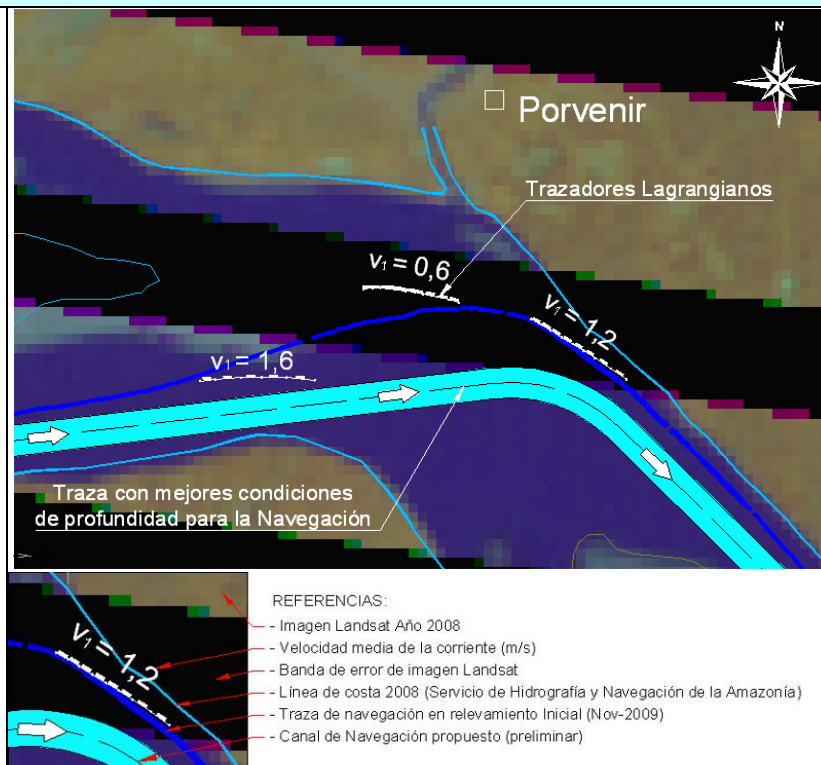 N
Porvenir
Trazadores Lagrangianos
v₁ = 0,6
v₁ = 1,2
v₁ = 1,6
Traza con mejores condiciones
de profundidad para la Navegación
v₁ = 1,2
REFERENCIAS:
- Imagen Landsat Año 2008
- Velocidad media de la corriente (m/s)
- Banda de error de imagen Landsat
- Línea de costa 2008 (Servicio de Hidrografía y Navegación de la Amazonía)
- Traza de navegación en relevamiento Inicial (Nov-2009)
- Canal de Navegación propuesto (preliminar)